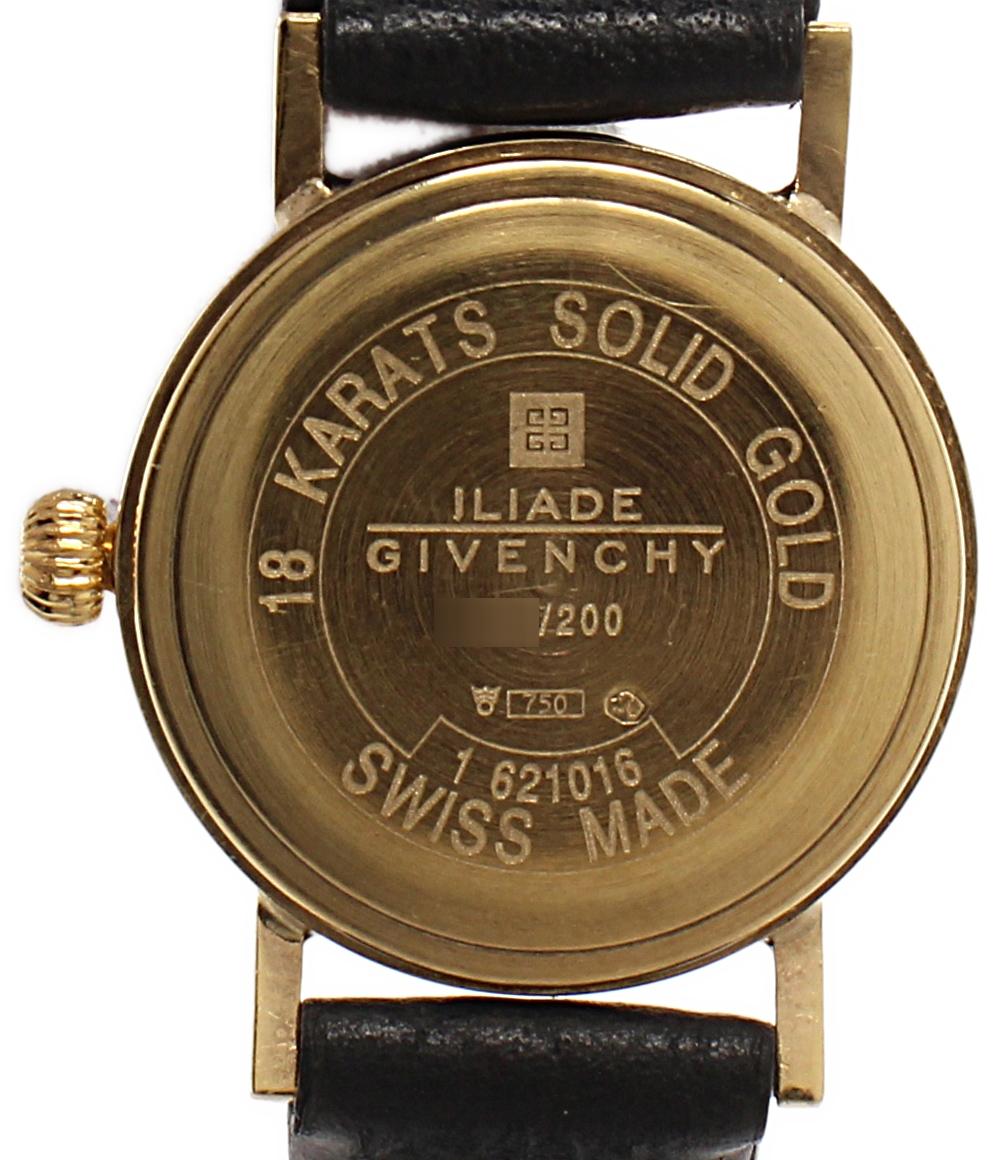 18 KARATS SOLID GOLD
ILIADE
GIVENCHY
/200
750
1 621016
SWISS MADE